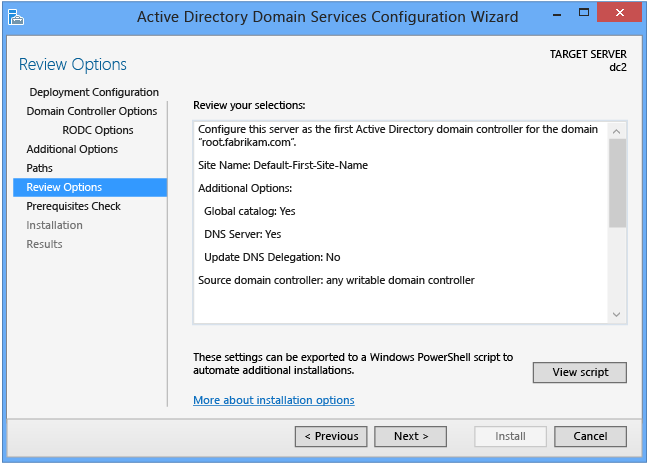 Active Directory Domain Services Configuration Wizard
Review Options
TARGET SERVER
dc2
Deployment Configuration
Domain Controller Options
RODC Options
Additional Options
Paths
Review Options
Prerequisites Check
Installation
Results
Review your selections:
Configure this server as the first Active Directory domain controller for the domain
"root.fabrikam.com".
Site Name: Default-First-Site-Name
Additional Options:
Global catalog: Yes
DNS Server: Yes
Update DNS Delegation: No
Source domain controller: any writable domain controller
These settings can be exported to a Windows PowerShell script to
automate additional installations.
View script
More about installation options
< Previous
Next >
Install
Cancel